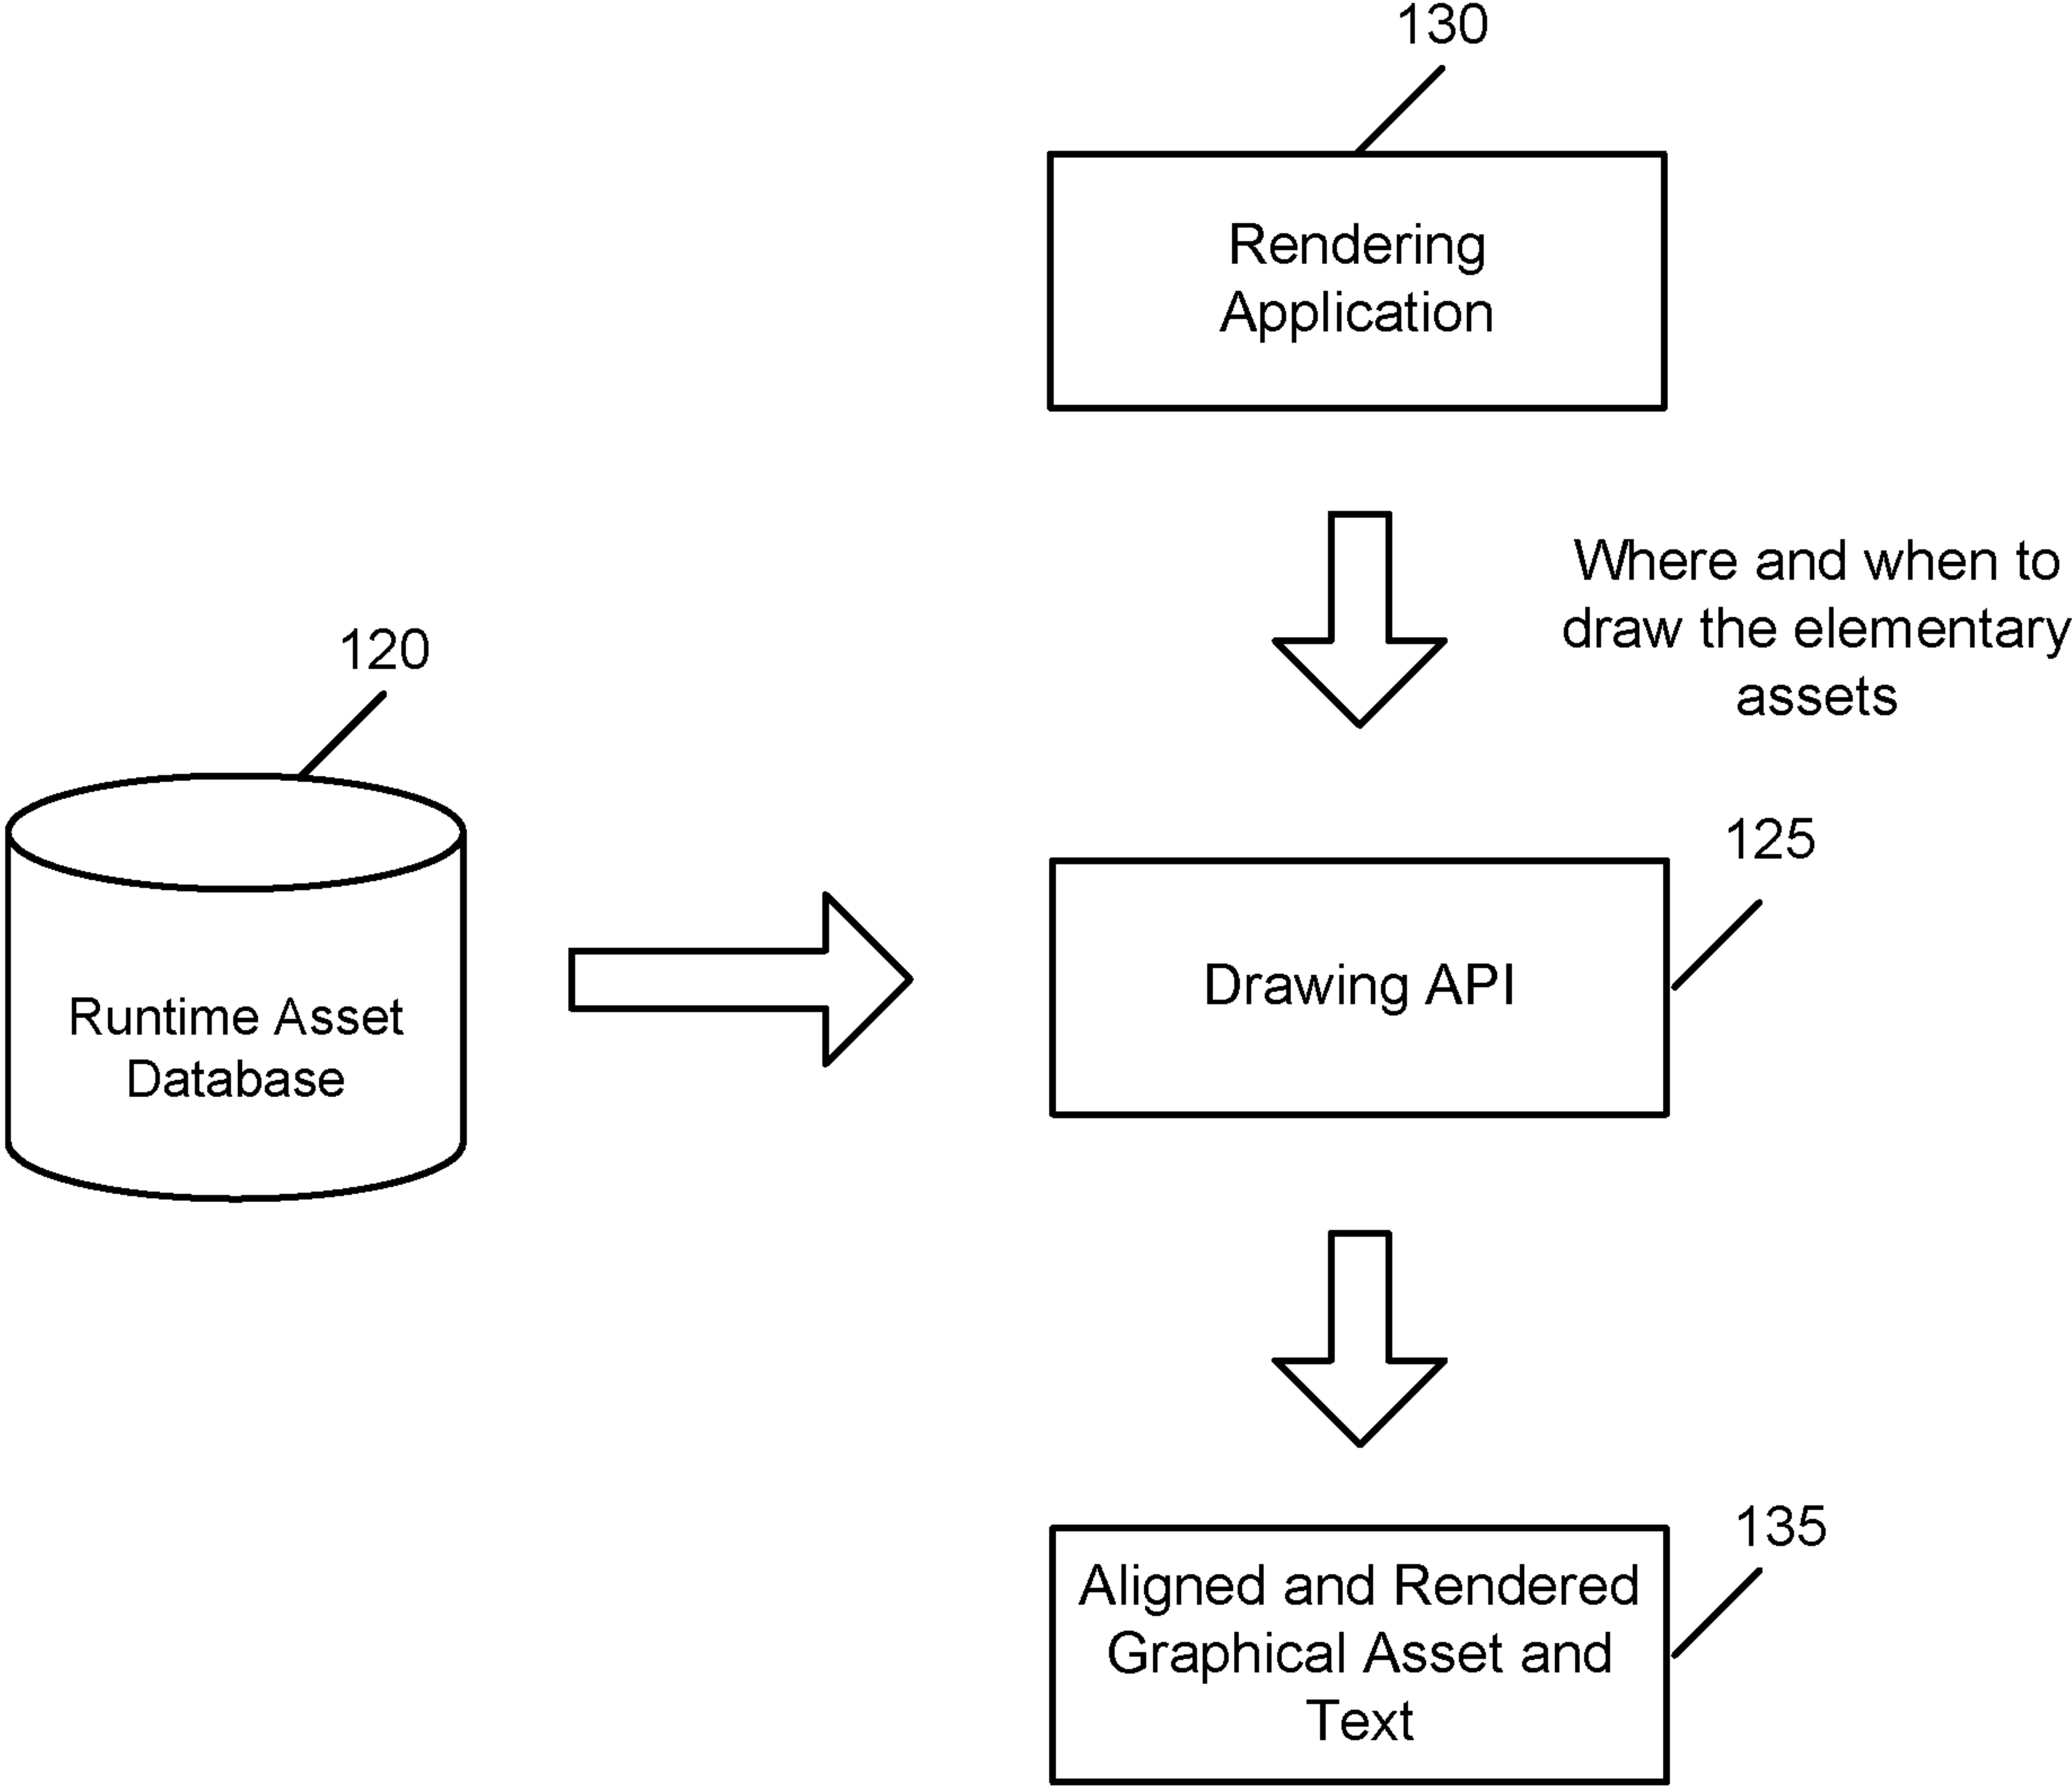 130
Rendering
Application
Where and when to
draw the elementary
assets
120
125
Runtime Asset
Database
Drawing API
135
Aligned and Rendered
Graphical Asset and
Text